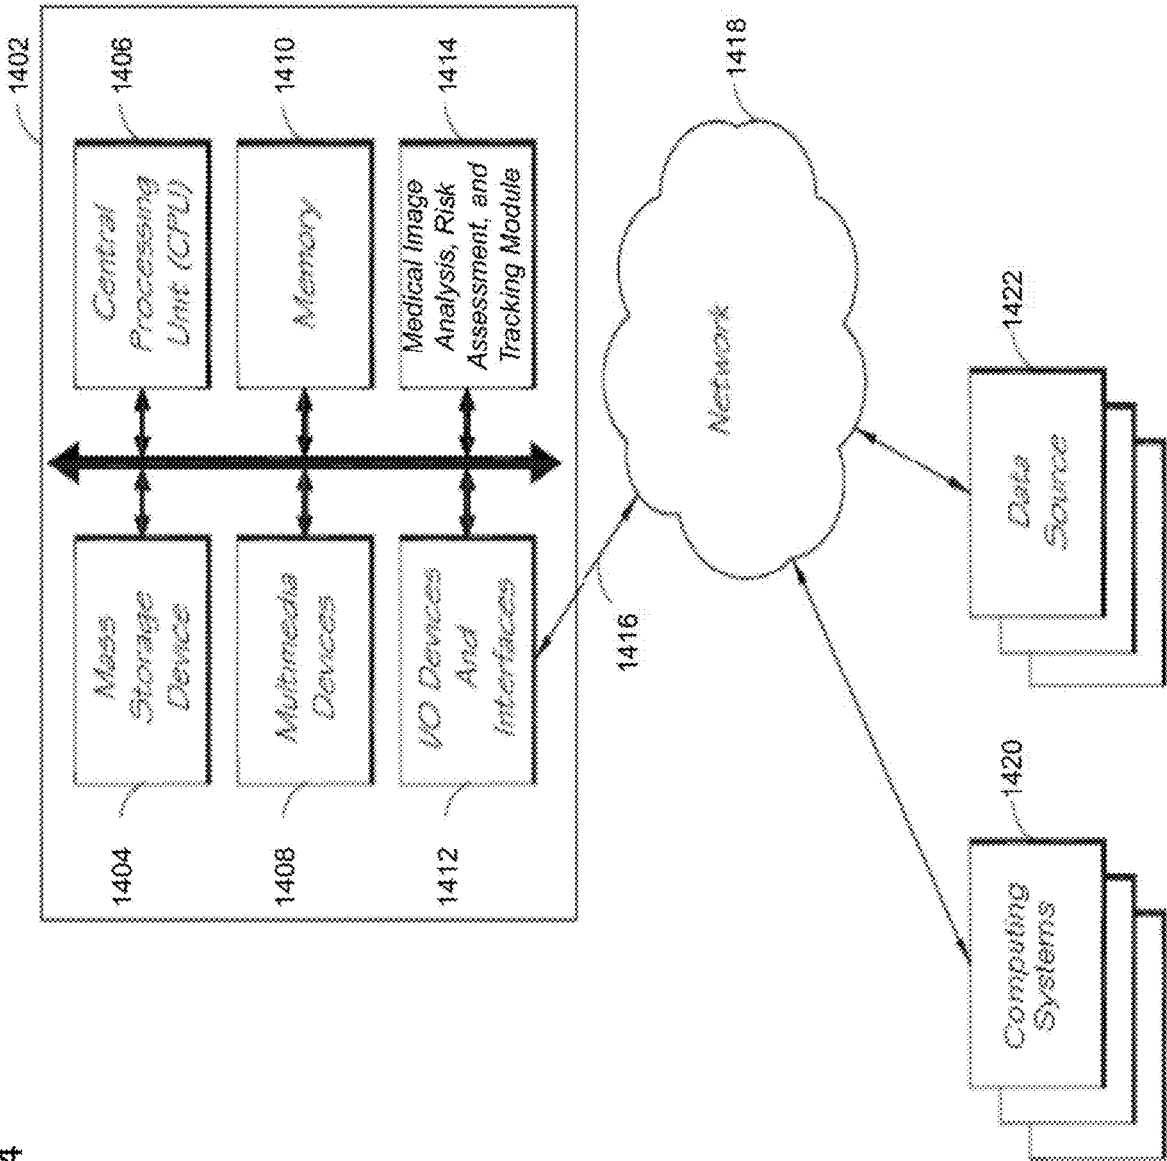 1402
1404
Mass
Storage
Device
Central
Processing
Unit (CPU)
1406
1408
Multimedia
Devices
Memory
1410
1412
I/O Devices
And
Interfaces
Medical Image
Analysis, Risk
Assessment, and
Tracking Module
1414
1416
Network
1418
1420
Computing
Systems
1422
Data
Source